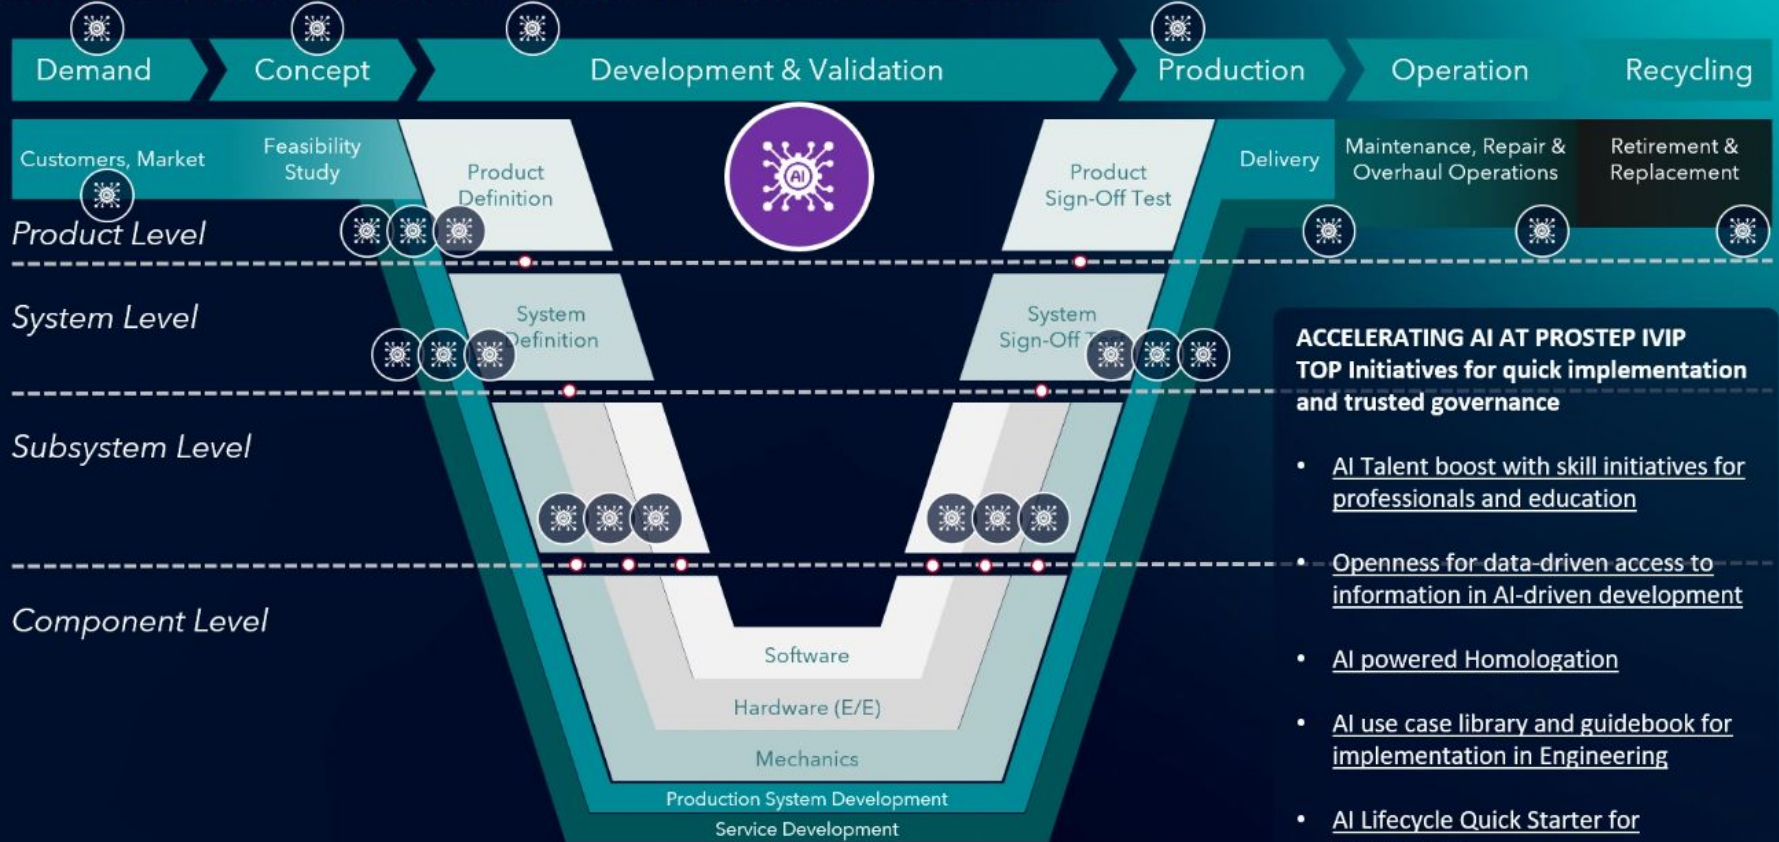 Demand
Concept
Development & Validation
Production
Operation
Recycling
Customers, Market
Feasibility
Study
Product
Definition
AI
Product
Sign-Off Test
Delivery
Maintenance, Repair &
Overhaul Operations
Retirement &
Replacement
Product Level
System Level
System
Definition
System
Sign-Off
Subsystem Level
Component Level
Software
Hardware (E/E)
Mechanics
Production System Development
Service Development
ACCELERATING AI AT PROSTEP IVIP
TOP Initiatives for quick implementation
and trusted governance
• AI Talent boost with skill initiatives for
professionals and education
• Openness for data-driven access to
information in AI-driven development
• AI powered Homologation
• AI use case library and guidebook for
implementation in Engineering
• AI Lifecycle Quick Starter for